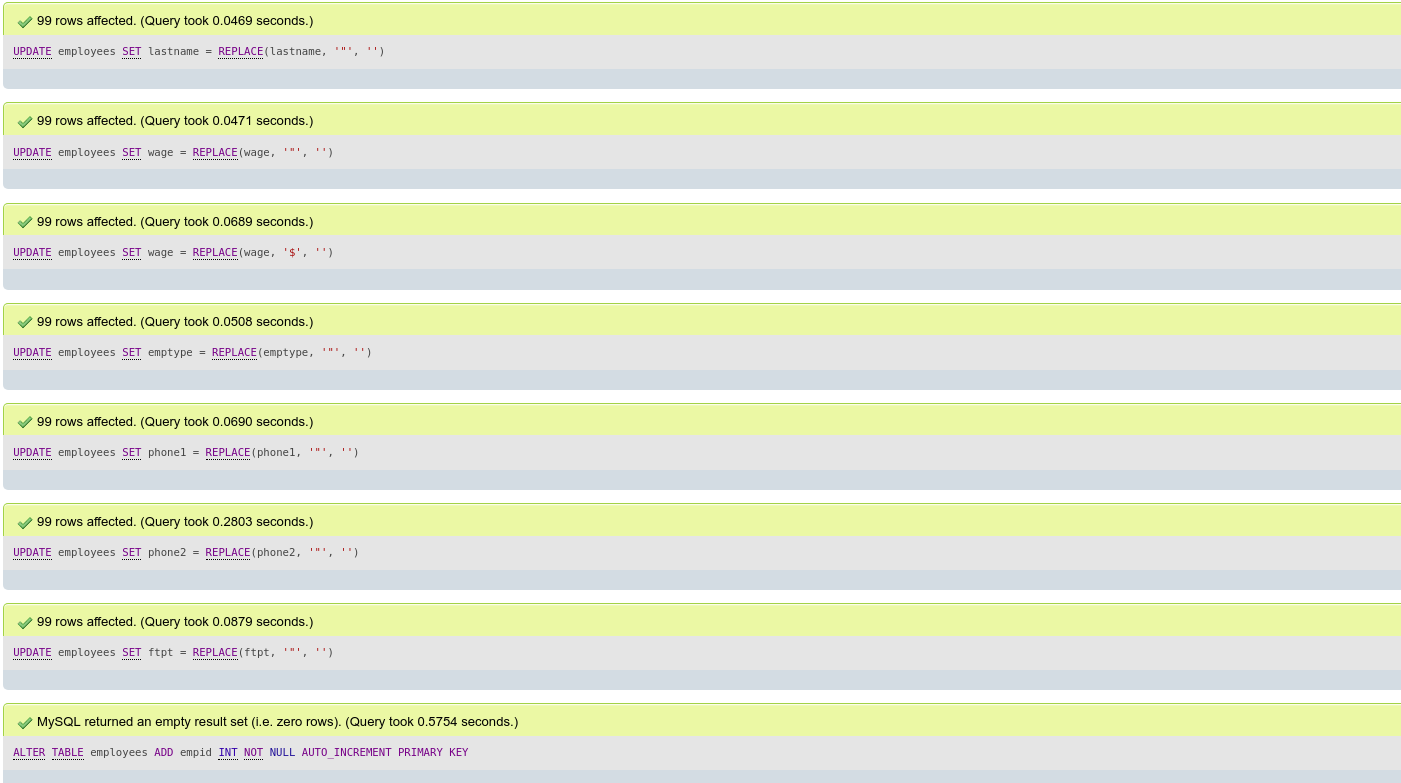 99 rows affected. (Query took 0.0469 seconds.)
UPDATE employees SET lastname = REPLACE(lastname, '"', '')
99 rows affected. (Query took 0.0471 seconds.)
UPDATE employees SET wage = REPLACE(wage, '"', '')
99 rows affected. (Query took 0.0689 seconds.)
UPDATE employees SET wage = REPLACE(wage, '$', '')
99 rows affected. (Query took 0.0508 seconds.)
UPDATE employees SET emptype = REPLACE(emptype, '"', '')
99 rows affected. (Query took 0.0690 seconds.)
UPDATE employees SET phone1 = REPLACE(phone1, '"', '')
99 rows affected. (Query took 0.2803 seconds.)
UPDATE employees SET phone2 = REPLACE(phone2, '"', '')
99 rows affected. (Query took 0.0879 seconds.)
UPDATE employees SET ftpt = REPLACE(ftpt, '"', '')
MySQL returned an empty result set (i.e. zero rows). (Query took 0.5754 seconds.)
ALTER TABLE employees ADD empid INT NOT NULL AUTO_INCREMENT PRIMARY KEY